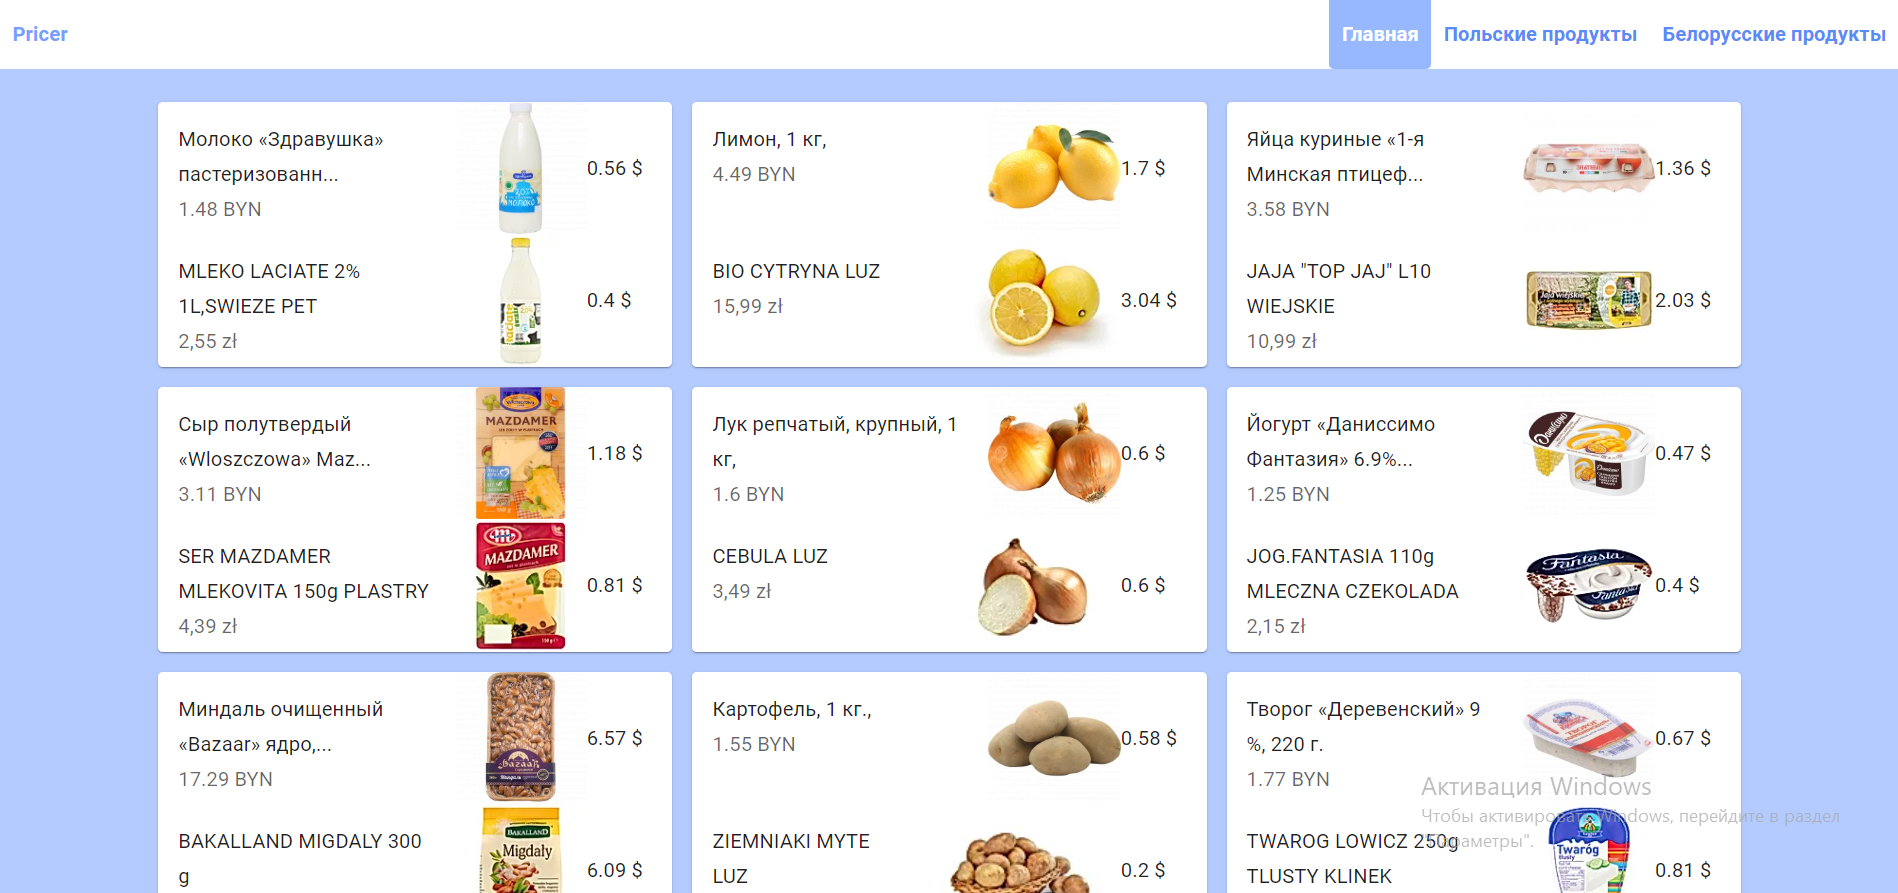 Pricer
Главная
Польские продукты
Белорусские продукты
Молоко «Здравушка»
пастеризованн...
1.48 BYN
0.56 $
MLEKO LACIATE 2%
1L,SWIEZE PET
2,55 zł
0.4 $
Лимон, 1 кг,
4.49 BYN
1.7 $
BIO CYTRYNA LUZ
15,99 zł
3.04 $
Яйца куриные «1-я
Минская птицеф...
3.58 BYN
1.36 $
JAJA "TOP JAJ" L10
WIEJSKIE
10,99 zł
2.03 $
Сыр полутвердый
«Wloszczowa» Maz...
3.11 BYN
MAZDAMER
1.18 $
SER MAZDAMER
MLEKOVITA 150g PLASTRY
4,39 zł
MAZDAMER
0.81 $
Лук репчатый, крупный, 1
кг,
1.6 BYN
0.6 $
CEBULA LUZ
3,49 zł
0.6 $
Йогурт «Даниссимо
Фантазия» 6.9%...
1.25 BYN
0.47 $
JOG.FANTASIA 110g
MLECZNA CZEKOLADA
2,15 zł
Fantasia
0.4 $
Миндаль очищенный
«Bazaar» ядро,...
17.29 BYN
Bazaar
6.57 $
BAKALLAND MIGDALY 300
g
BAKALLAND
Migdały
6.09 $
Картофель, 1 кг.,
1.55 BYN
0.58 $
ZIEMNIAKI MYTE
LUZ
0.2 $
Творог «Деревенский» 9
%, 220 г.
1.77 BYN
0.67 $
TWAROG LOWICZ 250g
TLUSTY KLINEK
Twaróg
tłusty
0.81 $
Активация Windows
Чтобы активировать Windows, перейдите в раздел
"Параметры".